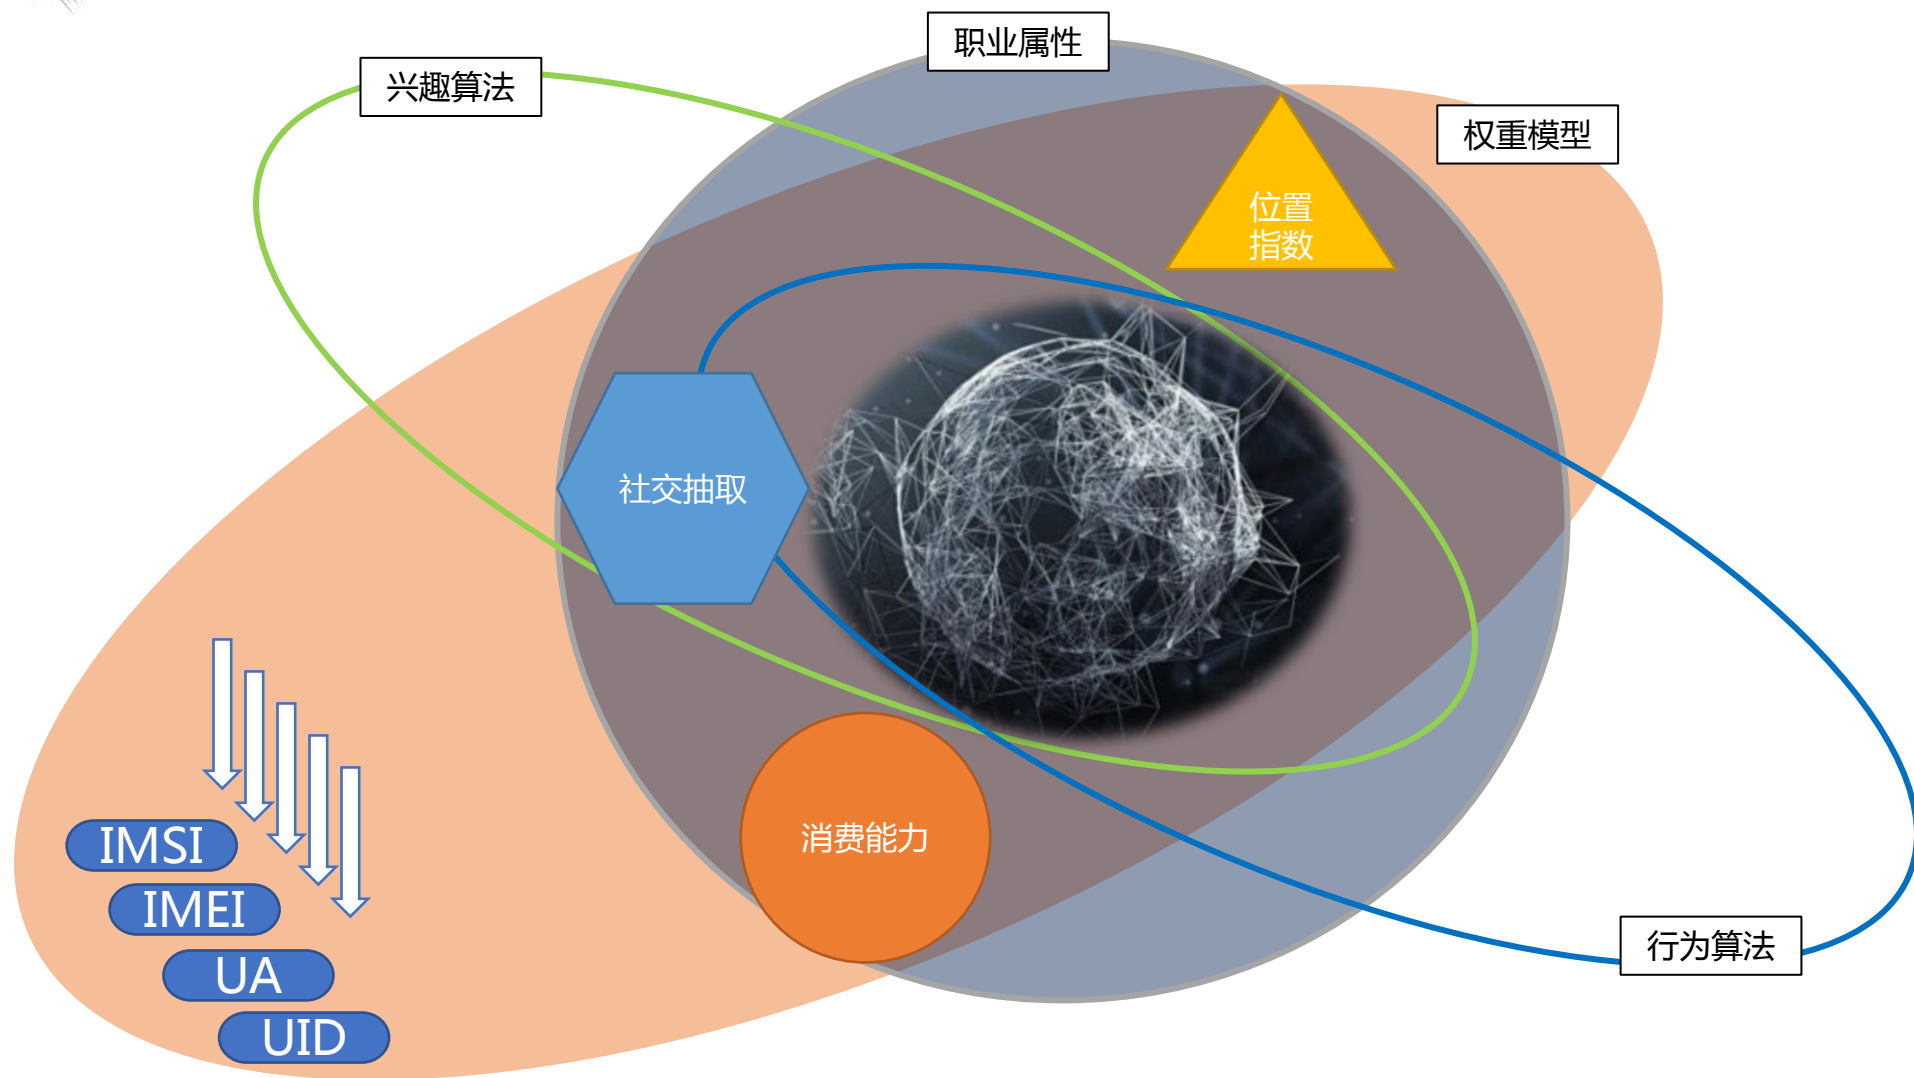 职业属性
兴趣算法
权重模型
位置
指数
社交抽取
消费能力
IMSI
IMEI
UA
UID
行为算法